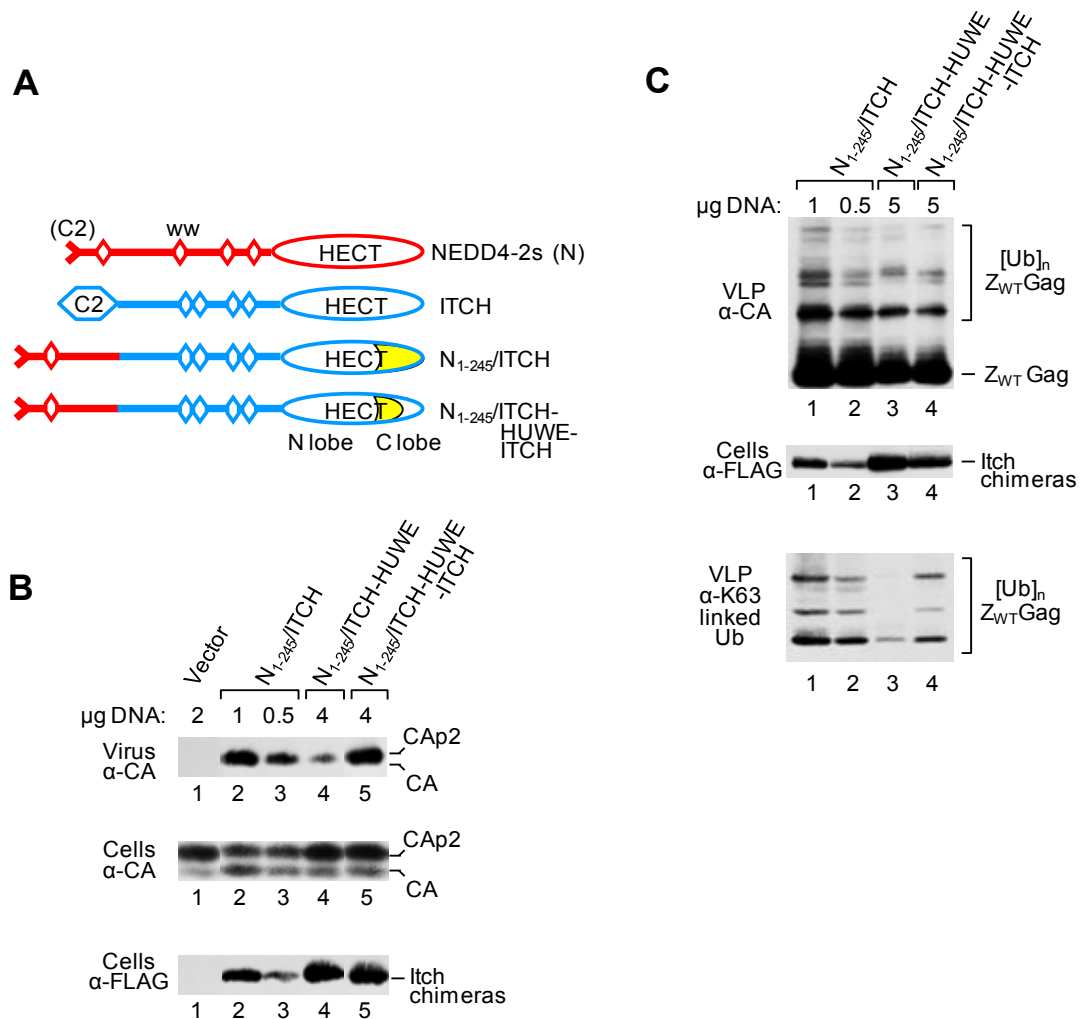 A
(C2)
ww
HECT
NEDD4-2s (N)
C2
HECT
ITCH
HECT
N1-245/ITCH
HECT
N1-245/ITCH-
HUWE-
ITCH
N lobe
C lobe
B
Vector
N1-245/ITCH
N1-245/ITCH-HUWE
N1-245/ITCH-HUWE
-ITCH
µg DNA: 2 1 0.5 4 4
Virus
α-CA
CAp2
CA
1 2 3 4 5
Cells
α-CA
CAp2
CA
1 2 3 4 5
Cells
α-FLAG
Itch
chimeras
1 2 3 4 5
C
N1-245/ITCH
N1-245/ITCH-HUWE
N1-245/ITCH-HUWE
-ITCH
µg DNA: 1 0.5 5 5
VLP
α-CA
[Ub]n
ZWT Gag
ZWT Gag
1 2 3 4
Cells
α-FLAG
Itch
chimeras
1 2 3 4
VLP
α-K63
linked
Ub
[Ub]n
ZWT Gag
1 2 3 4